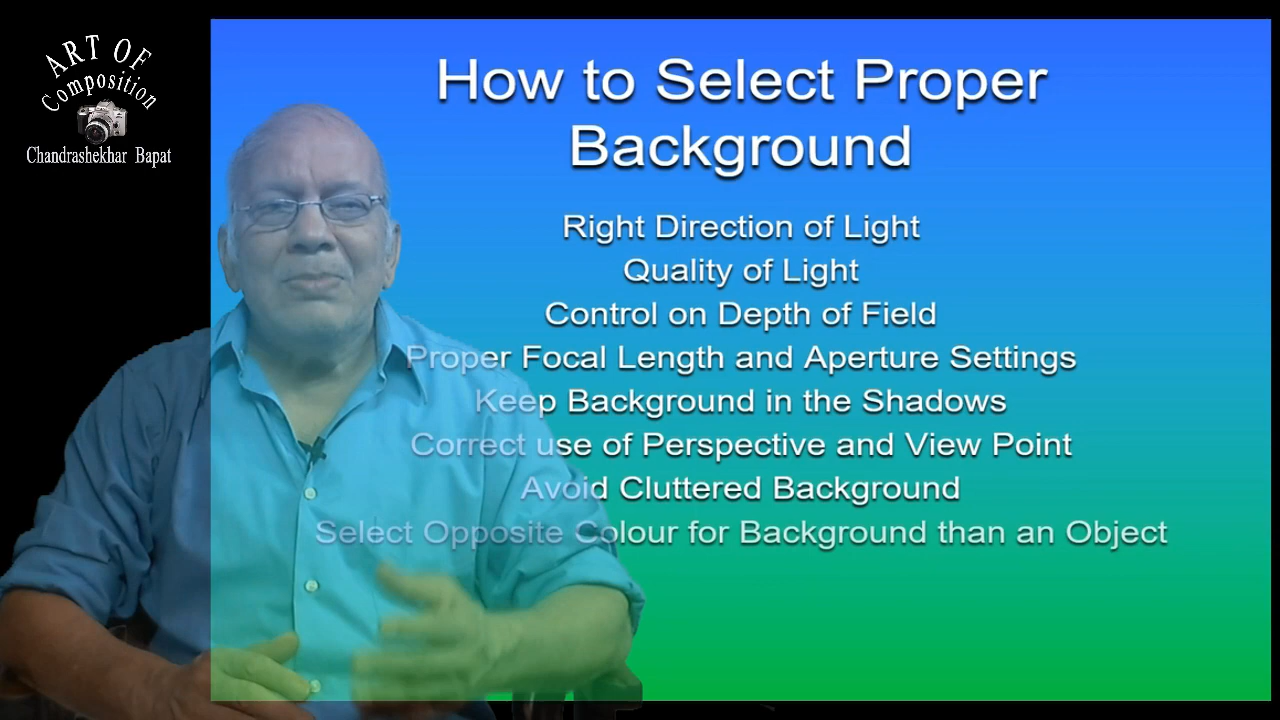 ART OF
Composition
Chandrashekhar Bapat
How to Select Proper
Background
Right Direction of Light
Quality of Light
Control on Depth of Field
Proper Focal Length and Aperture Settings
Keep Background in the Shadows
Correct use of Perspective and View Point
Avoid Cluttered Background
Select Opposite Colour for Background than an Object